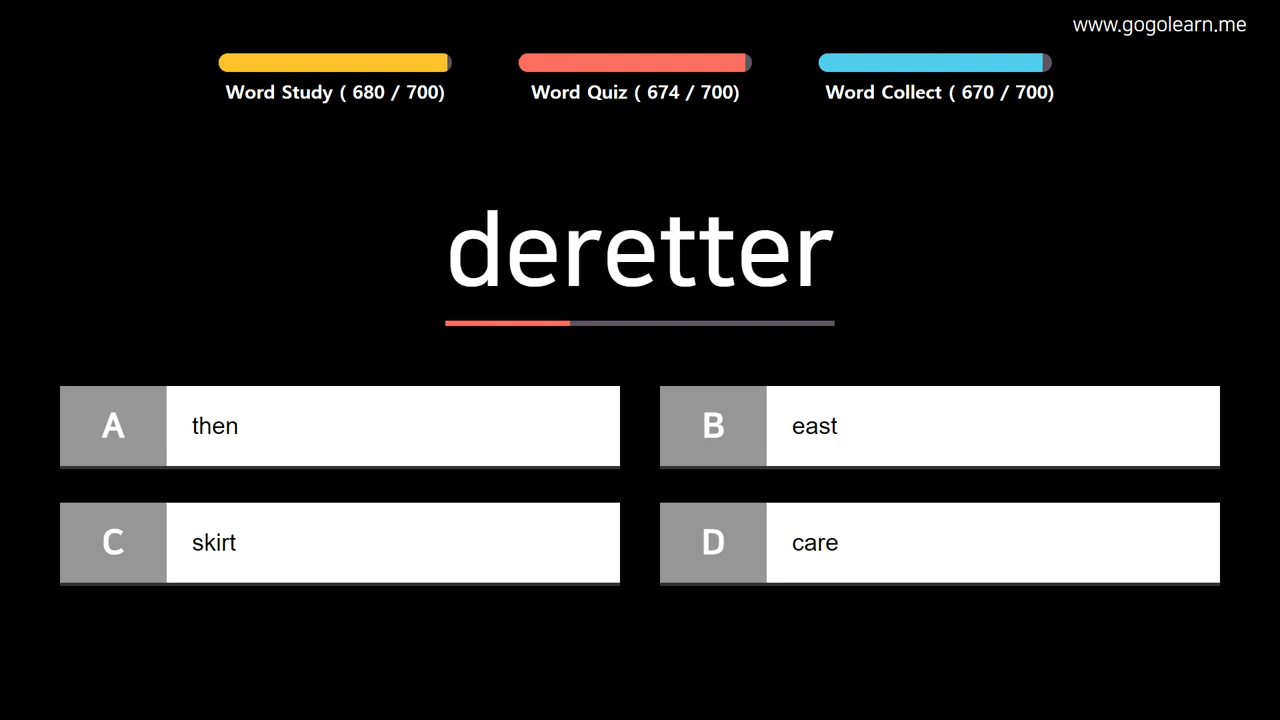 www.gogolearn.me
Word Study ( 680 / 700)
Word Quiz ( 674 / 700)
Word Collect ( 670 / 700)
deretter
A then
B east
C skirt
D care